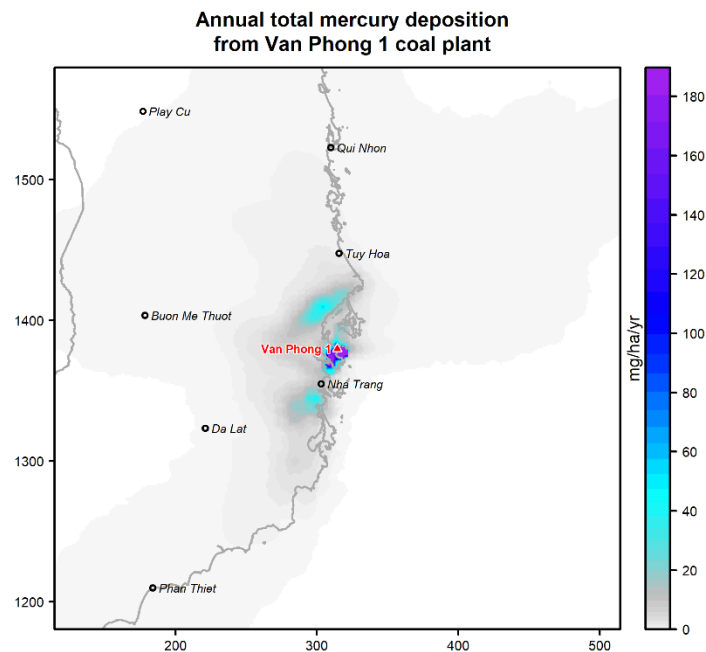 Annual total mercury deposition
from Van Phong 1 coal plant
Play Cu
Qui Nhon
Tuy Hoa
Buon Me Thuot
Van Phong 1
Nha Trang
Da Lat
Phan Thiet
1500
1400
1300
1200
200
300
400
500
mg/ha/yr
180
160
140
120
100
80
60
40
20
0